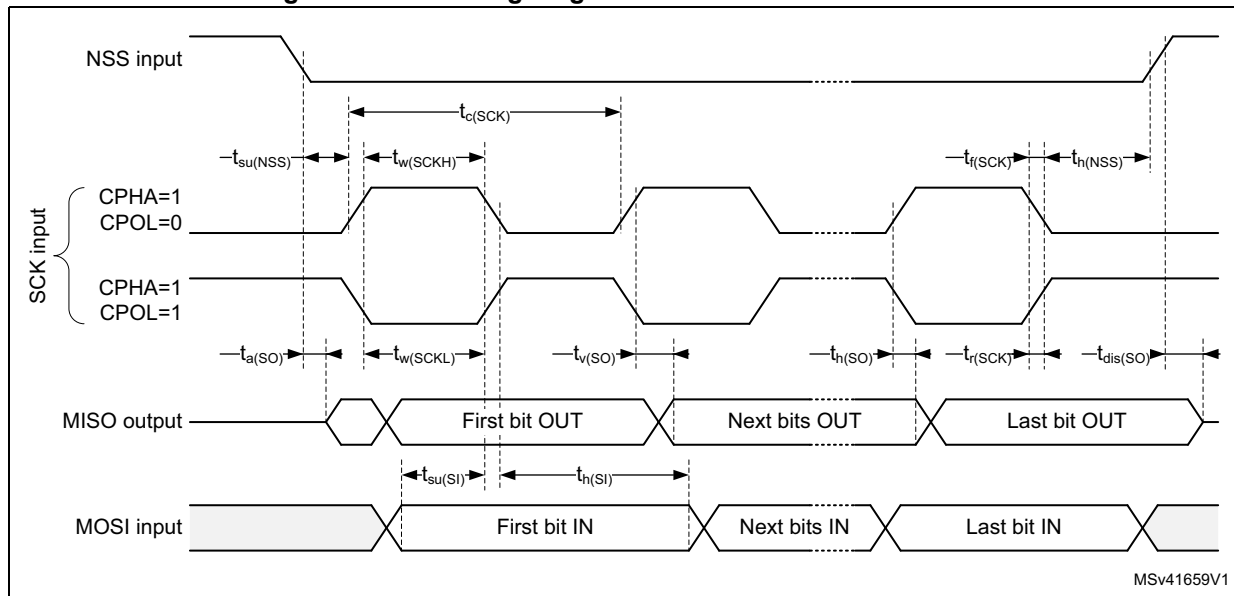 NSS input
tc(SCK)
tsu(NSS) tw(SCKH) tf(SCK) th(NSS)
SCK input
CPHA=1
CPOL=0
CPHA=1
CPOL=1
ta(SO) tw(SCKL) tv(SO) th(SO) tr(SCK) tdis(SO)
MISO output First bit OUT Next bits OUT Last bit OUT
tsu(SI) th(SI)
MOSI input First bit IN Next bits IN Last bit IN
MSv41659V1